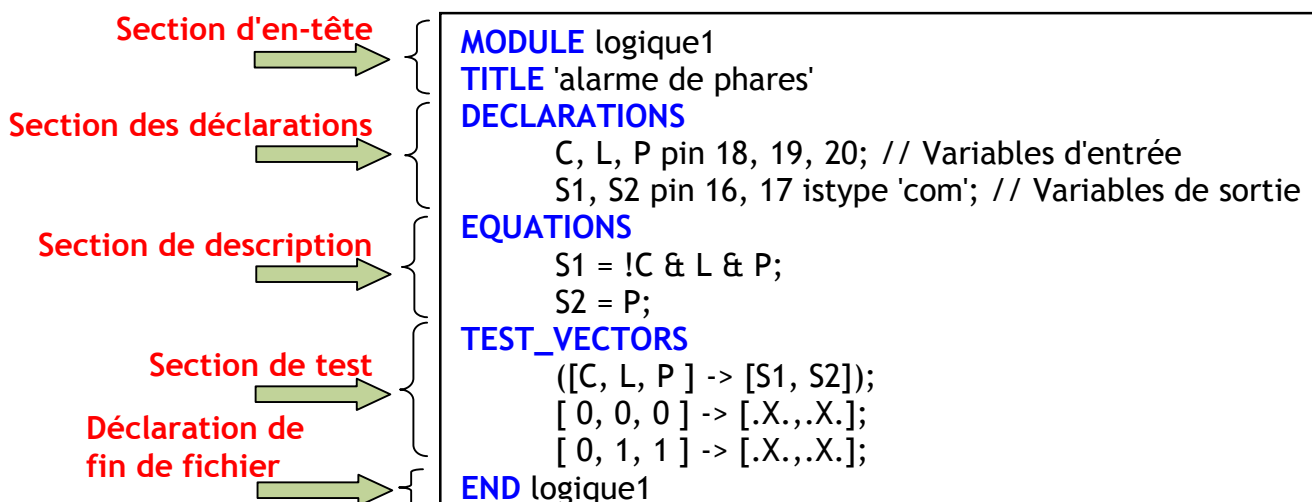 Section d'en-tête
MODULE logique1
TITLE 'alarme de phares'
Section des déclarations
DECLARATIONS
C, L, P pin 18, 19, 20; // Variables d'entrée
S1, S2 pin 16, 17 istype 'com'; // Variables de sortie
Section de description
EQUATIONS
S1 = !C & L & P;
S2 = P;
Section de test
TEST_VECTORS
([C, L, P ] -> [S1, S2]);
[ 0, 0, 0 ] -> [.X.,.X.];
[ 0, 1, 1 ] -> [.X.,.X.];
Déclaration de
fin de fichier
END logique1